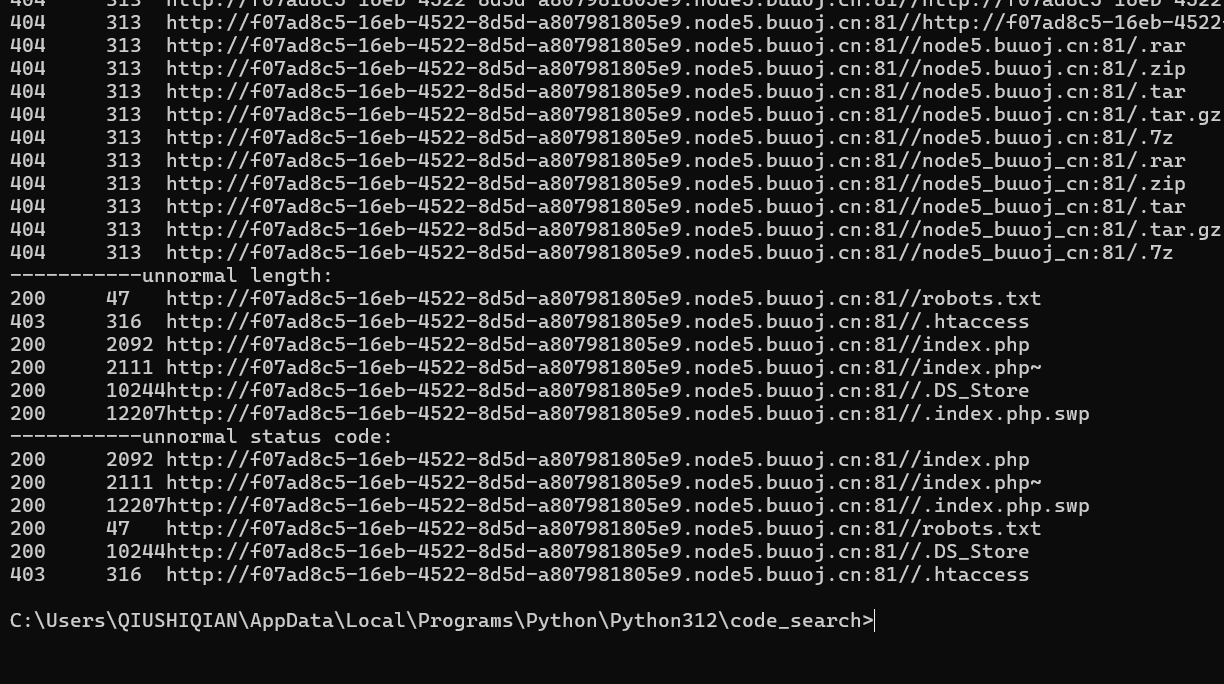 404     313  http://f07ad8c5-16eb-4522-8d5d-a807981805e9.node5.buuoj.cn:81//http://f07ad8c5-16eb-4522
404     313  http://f07ad8c5-16eb-4522-8d5d-a807981805e9.node5.buuoj.cn:81//http://f07ad8c5-16eb-4522-
404     313  http://f07ad8c5-16eb-4522-8d5d-a807981805e9.node5.buuoj.cn:81//node5.buuoj.cn:81/.rar
404     313  http://f07ad8c5-16eb-4522-8d5d-a807981805e9.node5.buuoj.cn:81//node5.buuoj.cn:81/.zip
404     313  http://f07ad8c5-16eb-4522-8d5d-a807981805e9.node5.buuoj.cn:81//node5.buuoj.cn:81/.tar
404     313  http://f07ad8c5-16eb-4522-8d5d-a807981805e9.node5.buuoj.cn:81//node5.buuoj.cn:81/.tar.gz
404     313  http://f07ad8c5-16eb-4522-8d5d-a807981805e9.node5.buuoj.cn:81//node5.buuoj.cn:81/.7z
404     313  http://f07ad8c5-16eb-4522-8d5d-a807981805e9.node5.buuoj.cn:81//node5_buuoj_cn:81/.rar
404     313  http://f07ad8c5-16eb-4522-8d5d-a807981805e9.node5.buuoj.cn:81//node5_buuoj_cn:81/.zip
404     313  http://f07ad8c5-16eb-4522-8d5d-a807981805e9.node5.buuoj.cn:81//node5_buuoj_cn:81/.tar
404     313  http://f07ad8c5-16eb-4522-8d5d-a807981805e9.node5.buuoj.cn:81//node5_buuoj_cn:81/.tar.gz
404     313  http://f07ad8c5-16eb-4522-8d5d-a807981805e9.node5.buuoj.cn:81//node5_buuoj_cn:81/.7z
-----------unnormal length:
200     47   http://f07ad8c5-16eb-4522-8d5d-a807981805e9.node5.buuoj.cn:81//robots.txt
403     316  http://f07ad8c5-16eb-4522-8d5d-a807981805e9.node5.buuoj.cn:81//.htaccess
200     2092 http://f07ad8c5-16eb-4522-8d5d-a807981805e9.node5.buuoj.cn:81//index.php
200     2111 http://f07ad8c5-16eb-4522-8d5d-a807981805e9.node5.buuoj.cn:81//index.php~
200     10244http://f07ad8c5-16eb-4522-8d5d-a807981805e9.node5.buuoj.cn:81//.DS_Store
200     12207http://f07ad8c5-16eb-4522-8d5d-a807981805e9.node5.buuoj.cn:81//.index.php.swp
-----------unnormal status code:
200     2092 http://f07ad8c5-16eb-4522-8d5d-a807981805e9.node5.buuoj.cn:81//index.php
200     2111 http://f07ad8c5-16eb-4522-8d5d-a807981805e9.node5.buuoj.cn:81//index.php~
200     12207http://f07ad8c5-16eb-4522-8d5d-a807981805e9.node5.buuoj.cn:81//.index.php.swp
200     47   http://f07ad8c5-16eb-4522-8d5d-a807981805e9.node5.buuoj.cn:81//robots.txt
200     10244http://f07ad8c5-16eb-4522-8d5d-a807981805e9.node5.buuoj.cn:81//.DS_Store
403     316  http://f07ad8c5-16eb-4522-8d5d-a807981805e9.node5.buuoj.cn:81//.htaccess
C:\Users\QIUSHIQIAN\AppData\Local\Programs\Python\Python312\code_search>